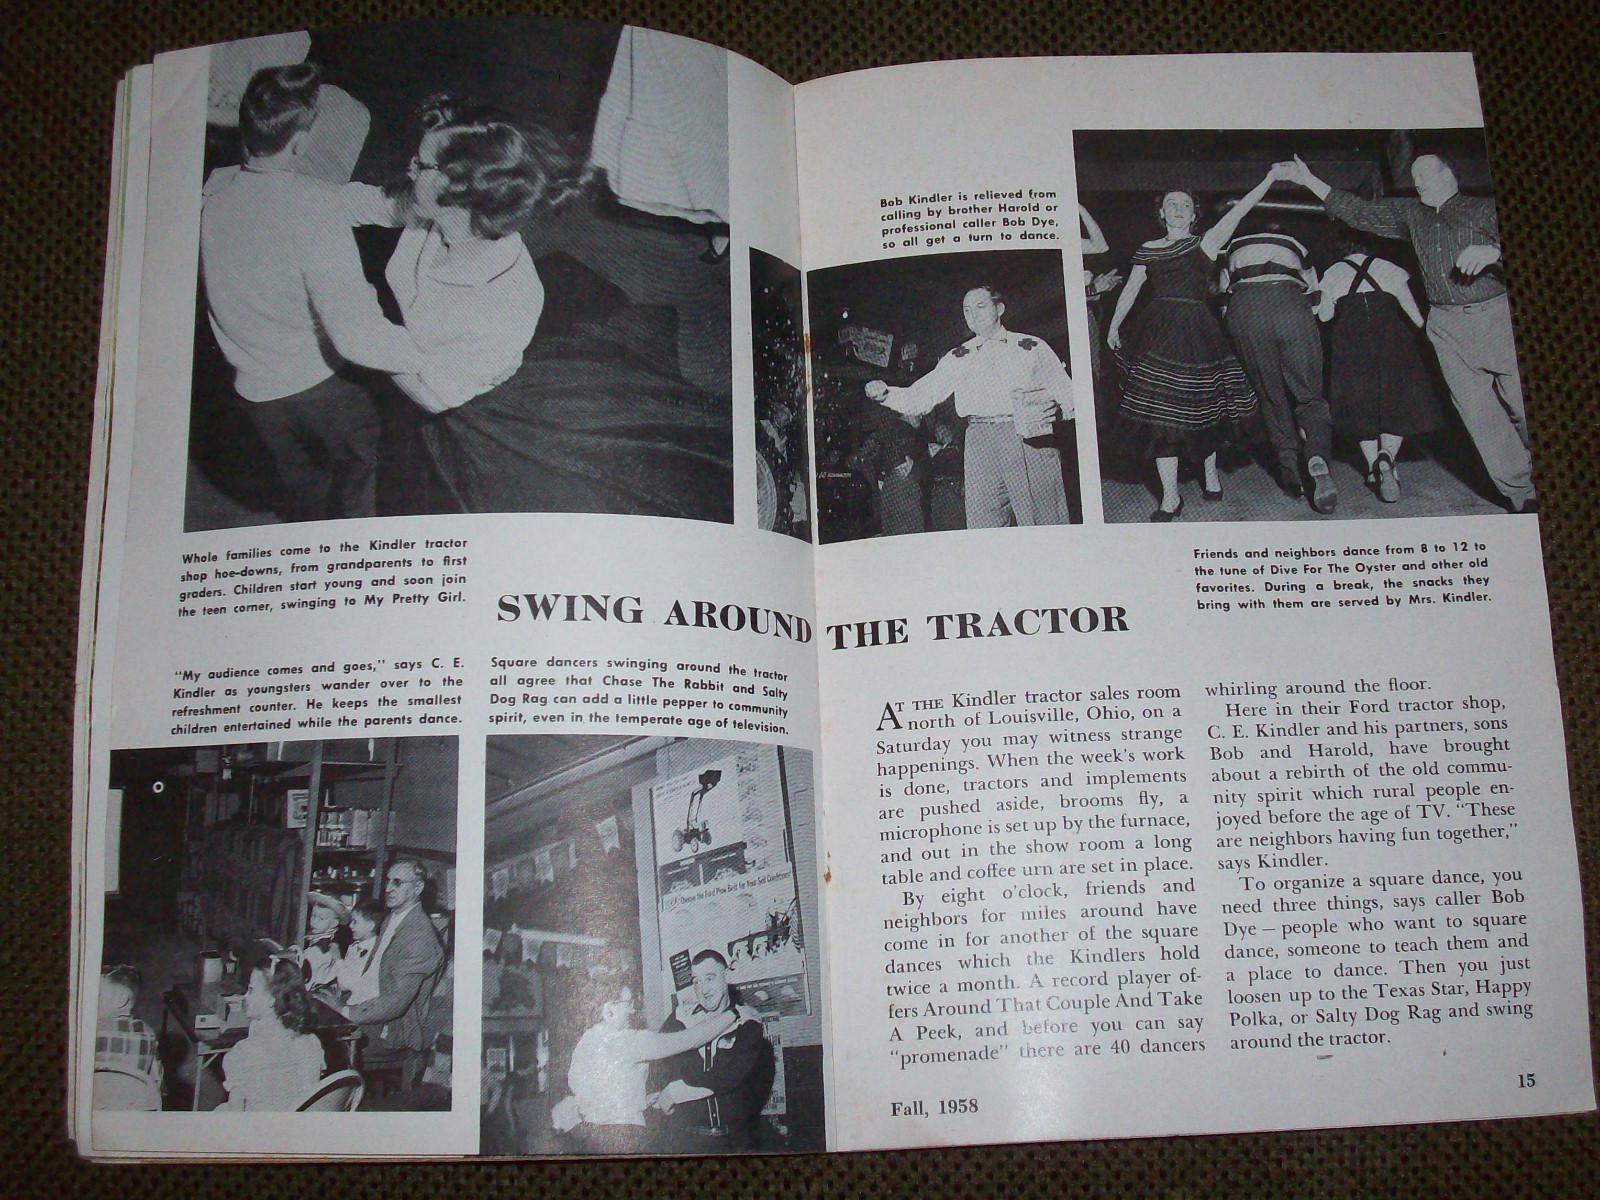 Whole families come to the Kindler tractor
shop hoe-downs, from grandparents to first
graders. Children start young and soon join
the teen corner, swinging to My Pretty Girl.
Bob Kindler is relieved from
calling by brother Harold or
professional caller Bob Dye,
so all get a turn to dance.
Friends and neighbors dance from 8 to 12 to
the tune of Dive For The Oyster and other old
favorites. During a break, the snacks they
bring with them are served by Mrs. Kindler.
SWING AROUND THE TRACTOR
"My audience comes and goes," says C. E.
Kindler as youngsters wander over to the
refreshment counter. He keeps the smallest
children entertained while the parents dance.
Square dancers swinging around the tractor
all agree that Chase The Rabbit and Salty
Dog Rag can add a little pepper to community
spirit, even in the temperate age of television.
AT THE Kindler tractor sales room
north of Louisville, Ohio, on a
Saturday you may witness strange
happenings. When the week's work
is done, tractors and implements
are pushed aside, brooms fly, a
microphone is set up by the furnace,
and out in the show room a long
table and coffee urn are set in place.
By eight o'clock, friends and
neighbors for miles around have
come in for another of the square
dances which the Kindlers hold
twice a month. A record player of-
fers Around That Couple And Take
A Peek, and before you can say
"promenade" there are 40 dancers
whirling around the floor.
Here in their Ford tractor shop,
C. E. Kindler and his partners, sons
Bob and Harold, have brought
about a rebirth of the old commu-
nity spirit which rural people en-
joyed before the age of TV. "These
are neighbors having fun together,"
says Kindler.
To organize a square dance, you
need three things, says caller Bob
Dye — people who want to square
dance, someone to teach them and
a place to dance. Then you just
loosen up to the Texas Star, Happy
Polka, or Salty Dog Rag and swing
around the tractor.
Fall, 1958
15